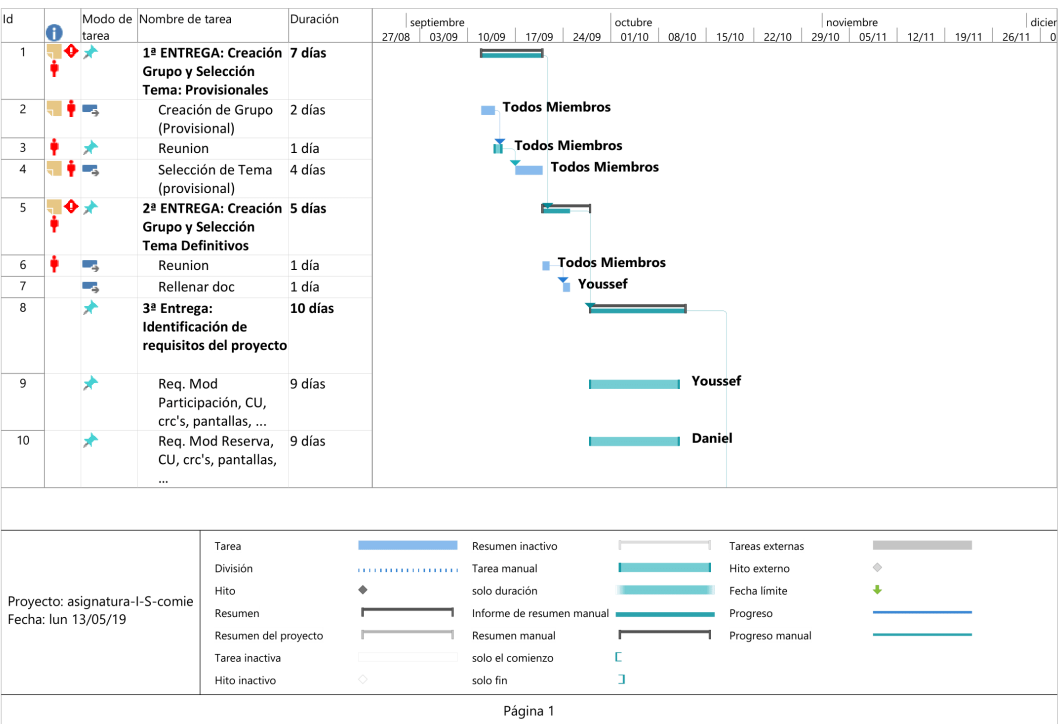 Id
Modo de tarea
Nombre de tarea
Duración
septiembre
octubre
noviembre
dicier
27/08 03/09 10/09 17/09 24/09 01/10 08/10 15/10 22/10 29/10 05/11 12/11 19/11 26/11 0
1
1ª ENTREGA: Creación
Grupo y Selección
Tema: Provisionales
7 días
2
Creación de Grupo
(Provisional)
2 días
Todos Miembros
3
Reunion
1 día
Todos Miembros
4
Selección de Tema
(provisional)
4 días
Todos Miembros
5
2ª ENTREGA: Creación
Grupo y Selección
Tema Definitivos
5 días
6
Reunion
1 día
Todos Miembros
7
Rellenar doc
1 día
Youssef
8
3ª Entrega:
Identificación de
requisitos del proyecto
10 días
9
Req. Mod
Participación, CU,
crc's, pantallas, ...
9 días
Youssef
10
Req. Mod Reserva,
CU, crc's, pantallas,
...
9 días
Daniel
Proyecto: asignatura-I-S-comie
Fecha: lun 13/05/19
Tarea
División
Hito
Resumen
Resumen del proyecto
Tarea inactiva
Hito inactivo
Resumen inactivo
Tarea manual
solo duración
Informe de resumen manual
Resumen manual
solo el comienzo
solo fin
Tareas externas
Hito externo
Fecha límite
Progreso
Progreso manual
Página 1